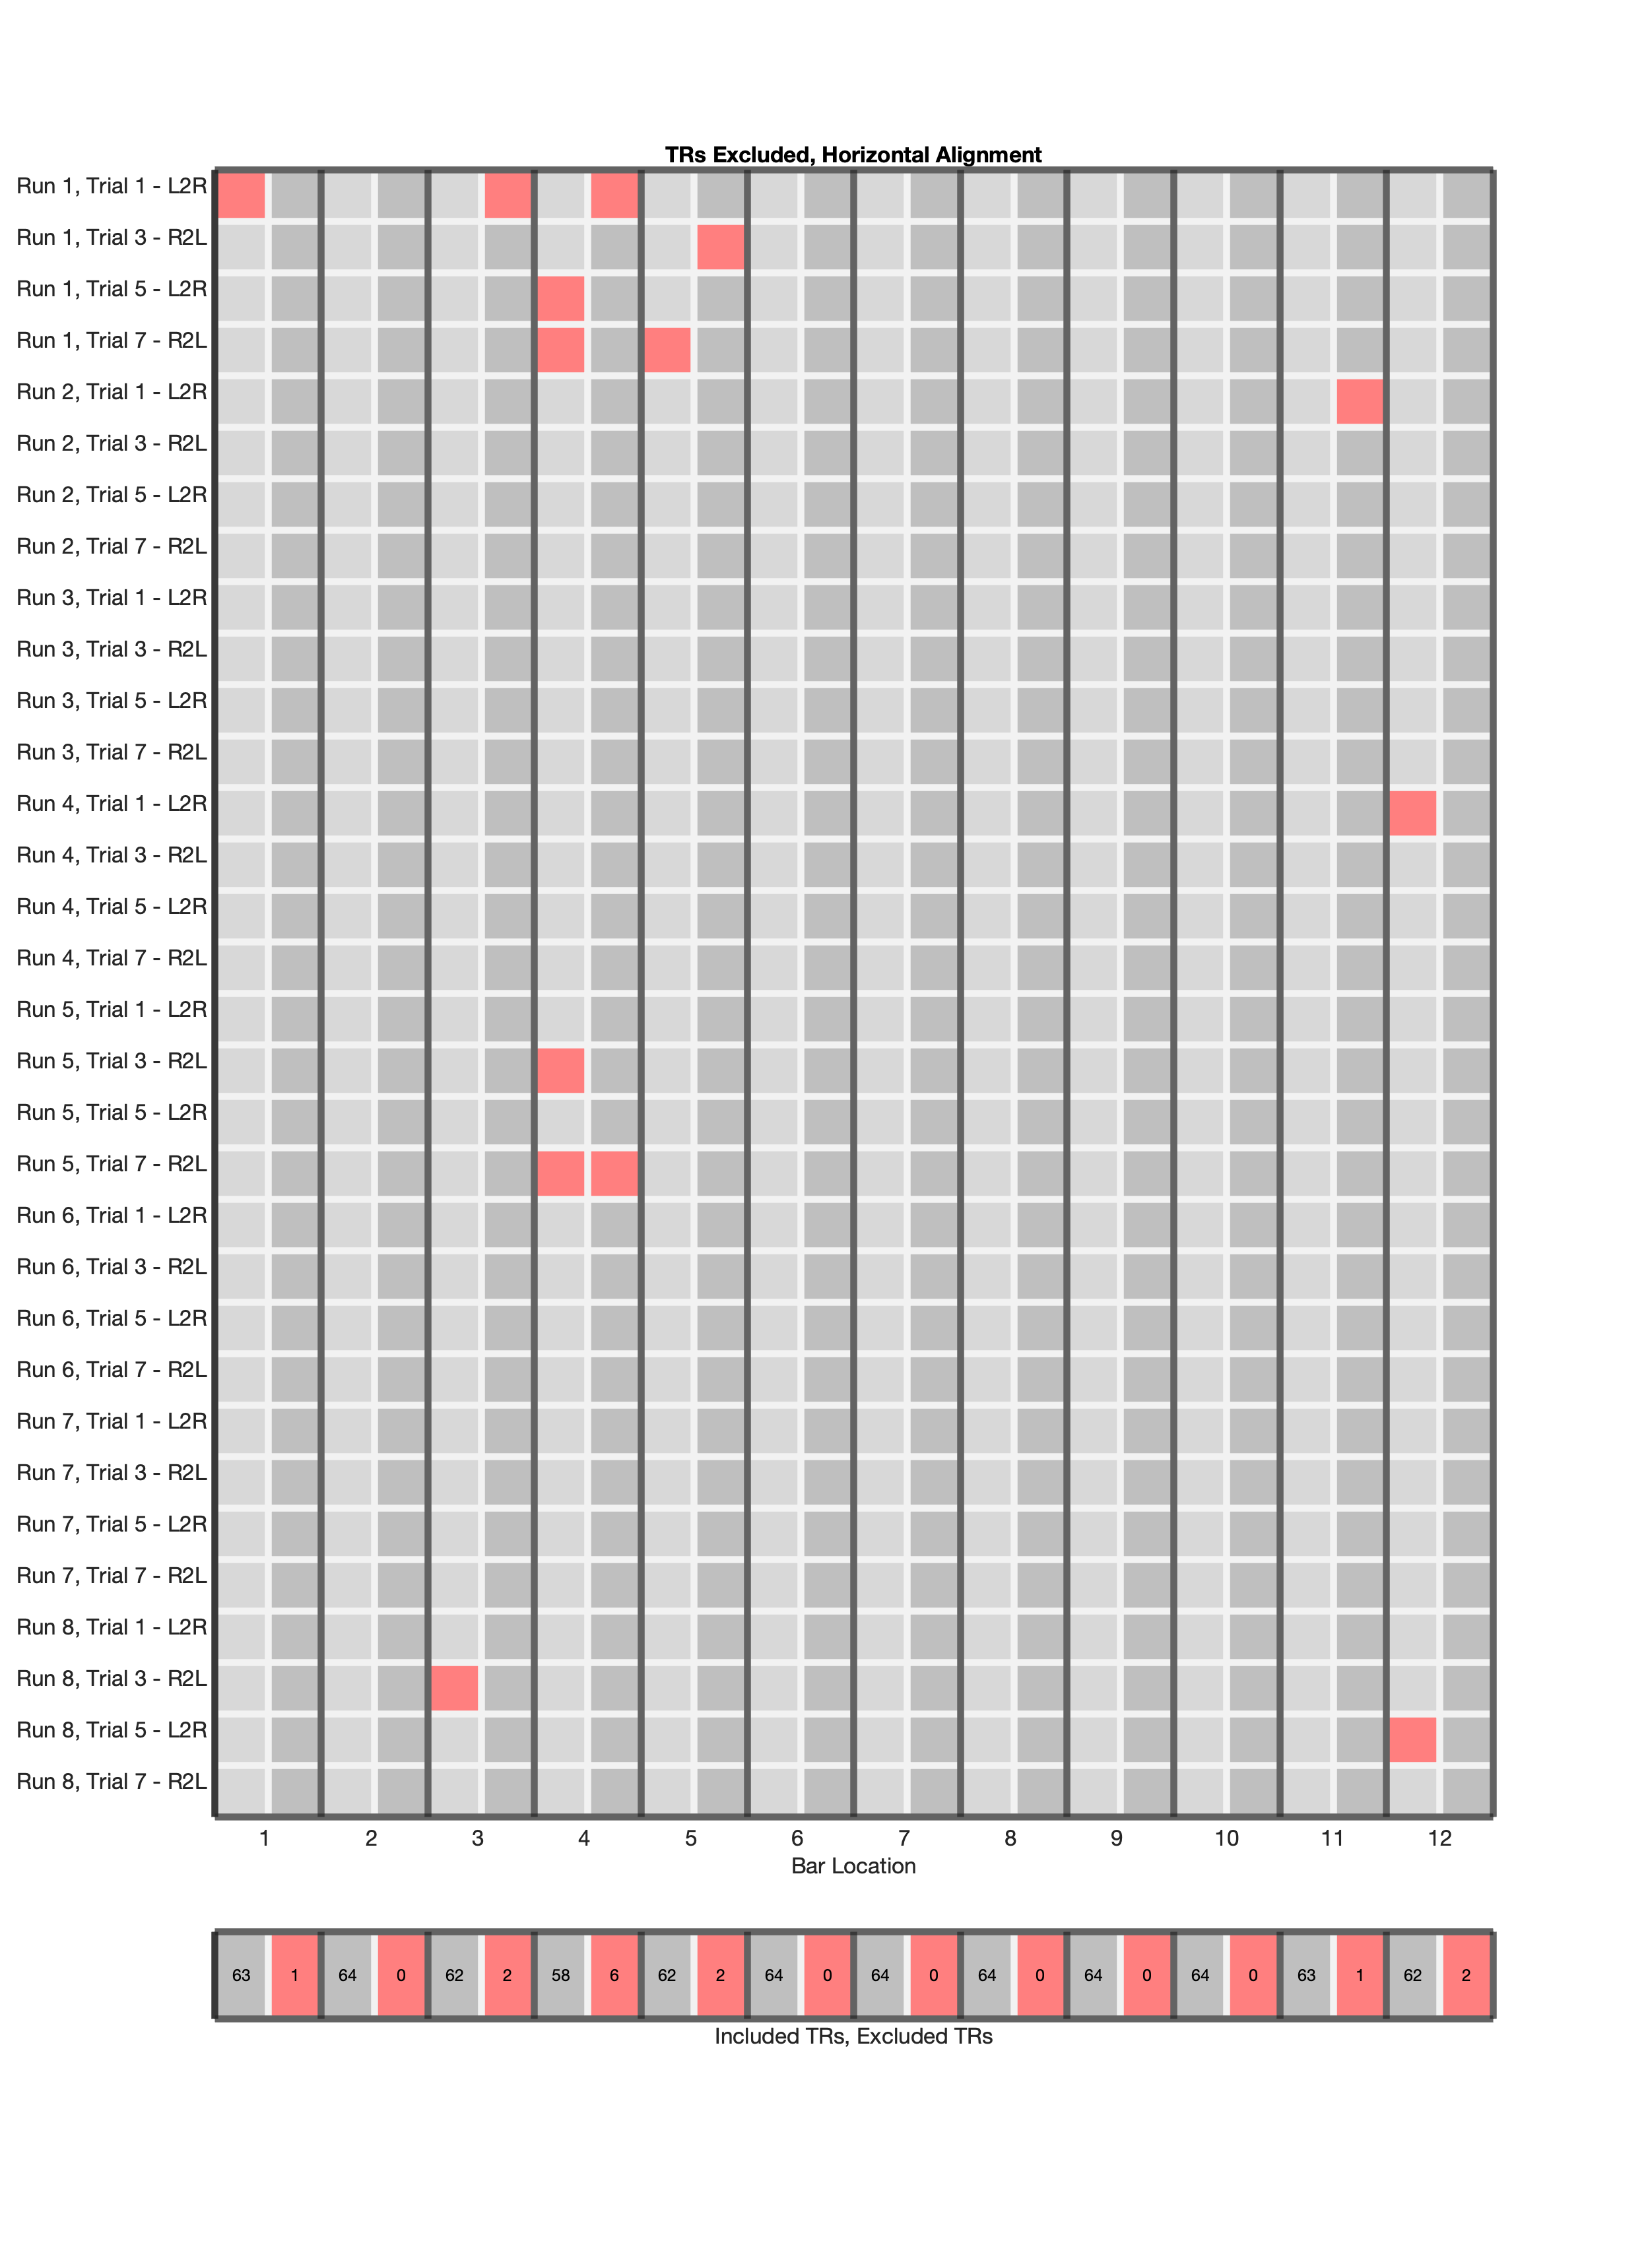 TRs Excluded, Horizontal Alignment
Run 1, Trial 1 - L2R
Run 1, Trial 3 - R2L
Run 1, Trial 5 - L2R
Run 1, Trial 7 - R2L
Run 2, Trial 1 - L2R
Run 2, Trial 3 - R2L
Run 2, Trial 5 - L2R
Run 2, Trial 7 - R2L
Run 3, Trial 1 - L2R
Run 3, Trial 3 - R2L
Run 3, Trial 5 - L2R
Run 3, Trial 7 - R2L
Run 4, Trial 1 - L2R
Run 4, Trial 3 - R2L
Run 4, Trial 5 - L2R
Run 4, Trial 7 - R2L
Run 5, Trial 1 - L2R
Run 5, Trial 3 - R2L
Run 5, Trial 5 - L2R
Run 5, Trial 7 - R2L
Run 6, Trial 1 - L2R
Run 6, Trial 3 - R2L
Run 6, Trial 5 - L2R
Run 6, Trial 7 - R2L
Run 7, Trial 1 - L2R
Run 7, Trial 3 - R2L
Run 7, Trial 5 - L2R
Run 7, Trial 7 - R2L
Run 8, Trial 1 - L2R
Run 8, Trial 3 - R2L
Run 8, Trial 5 - L2R
Run 8, Trial 7 - R2L
1 2 3 4 5 6 7 8 9 10 11 12
Bar Location
63 1 64 0 62 2 58 6 62 2 64 0 64 0 64 0 64 0 64 0 63 1 62 2
Included TRs, Excluded TRs